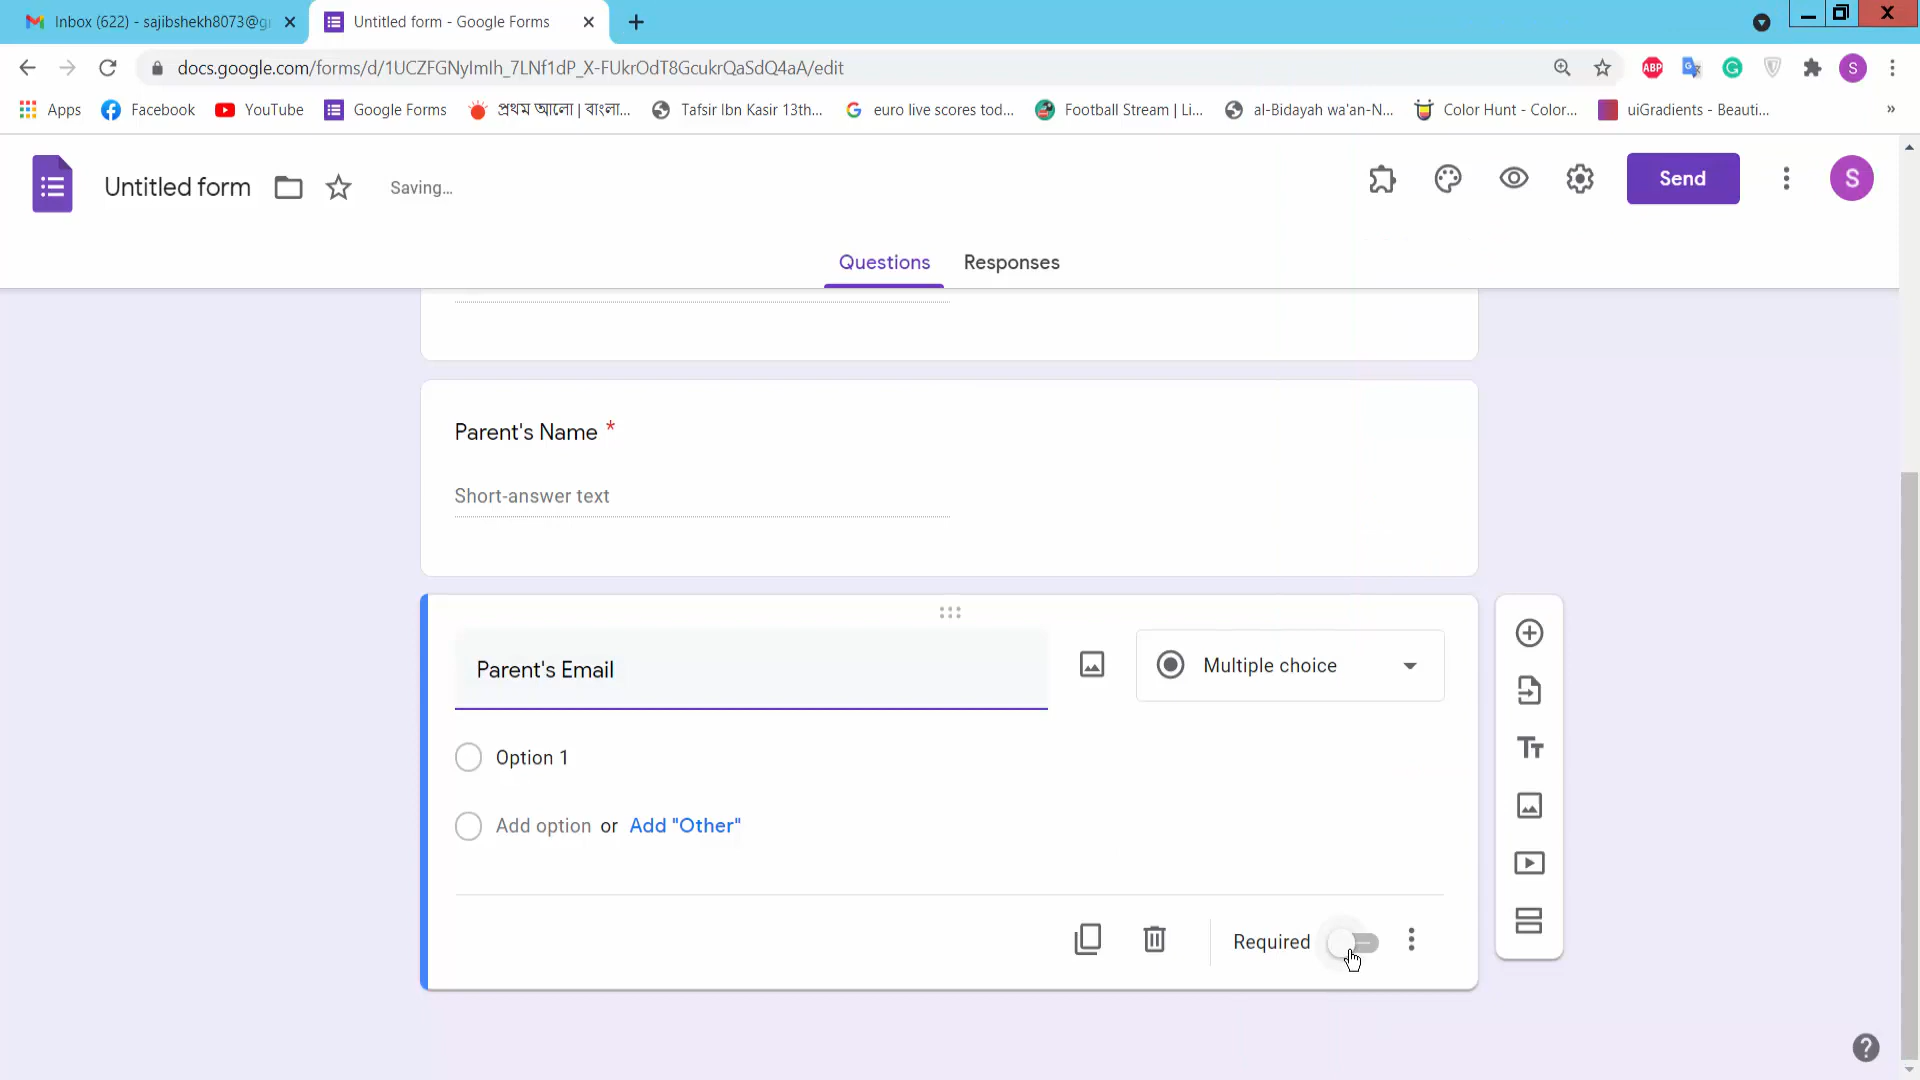 Inbox (622) - sajibshekh8073@g
Untitled form - Google Forms
docs.google.com/forms/d/1UCZFGNyImIh_7LNf1dP_X-FUkrOdT8GcukrQaSdQ4aA/edit
ABP
S
Apps
Facebook
YouTube
Google Forms
প্রথম আলো | বাংলা...
Tafsir Ibn Kasir 13th...
euro live scores tod...
Football Stream | Li...
al-Bidayah wa'an-N...
Color Hunt - Color...
uiGradients - Beauti...
»
Untitled form
Saving...
Send
S
Questions
Responses
Parent's Name *
Short-answer text
Parent's Email
Multiple choice
Option 1
Add option or Add "Other"
Required